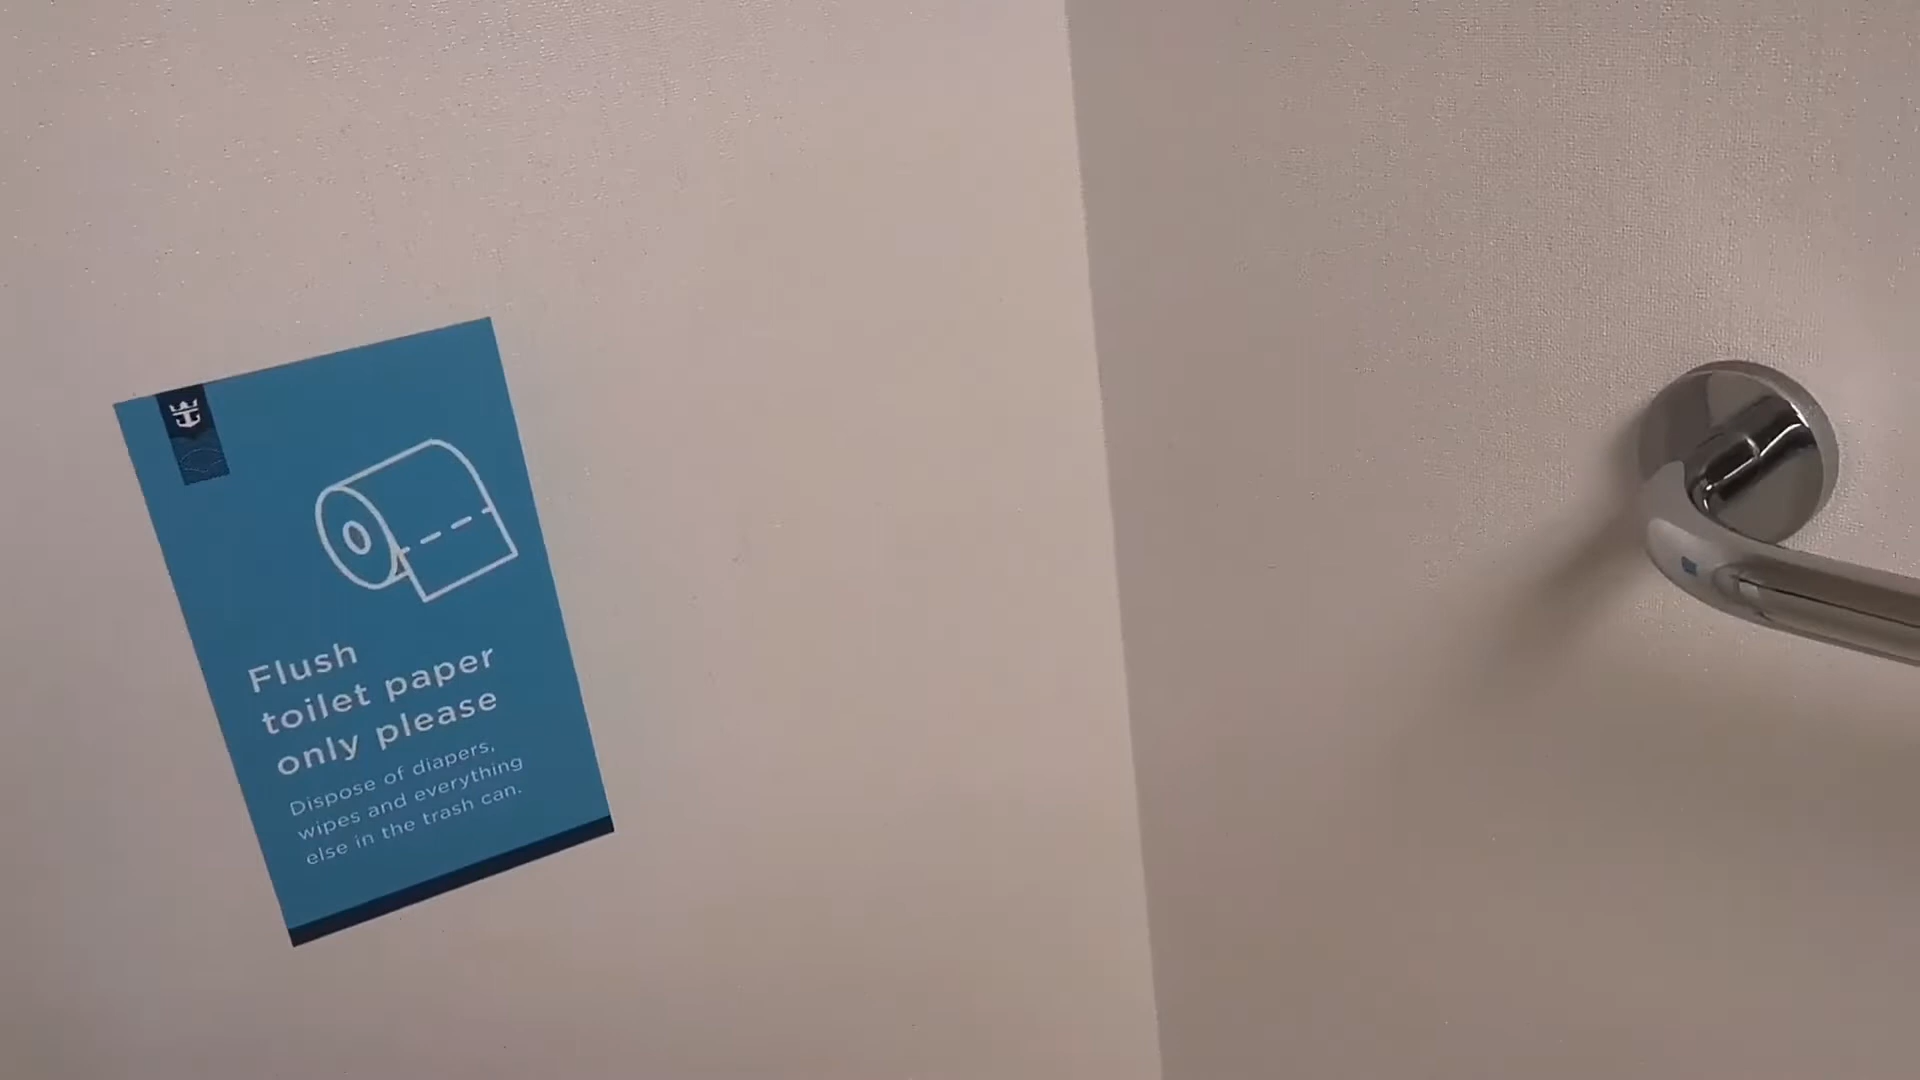 Flush
toilet paper
only please
Dispose of diapers,
wipes and everything
else in the trash can.